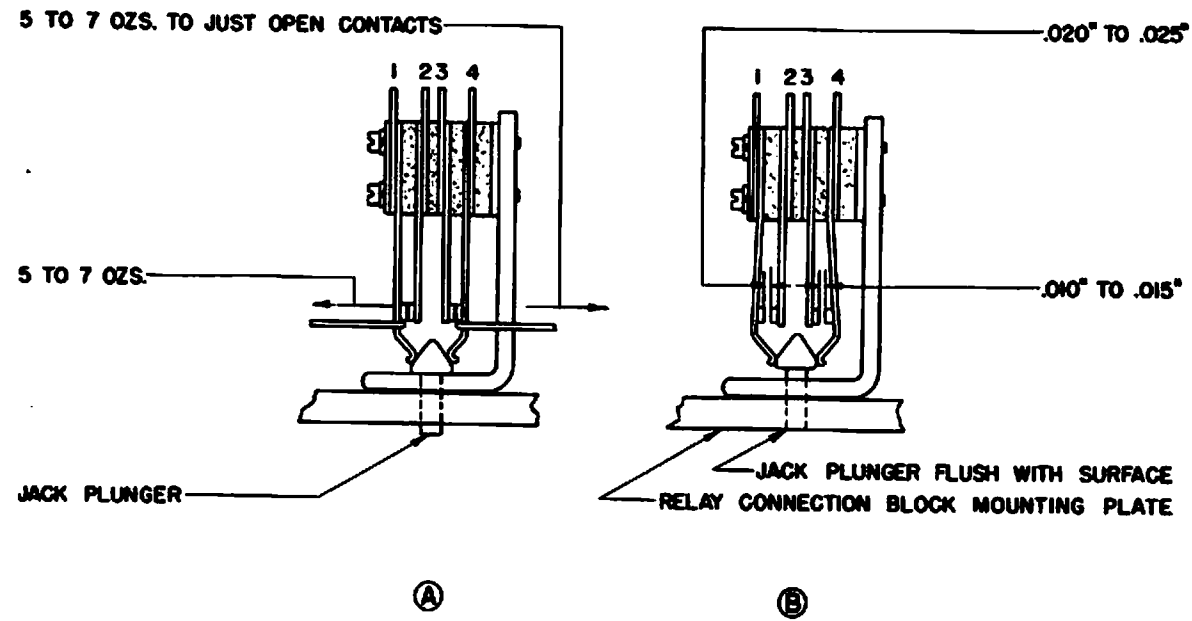 5 TO 7 OZS. TO JUST OPEN CONTACTS
.020" TO .025"
1 2 3 4
1 2 3 4
5 TO 7 OZS.
.010" TO .015"
JACK PLUNGER
JACK PLUNGER FLUSH WITH SURFACE
RELAY CONNECTION BLOCK MOUNTING PLATE
A
B